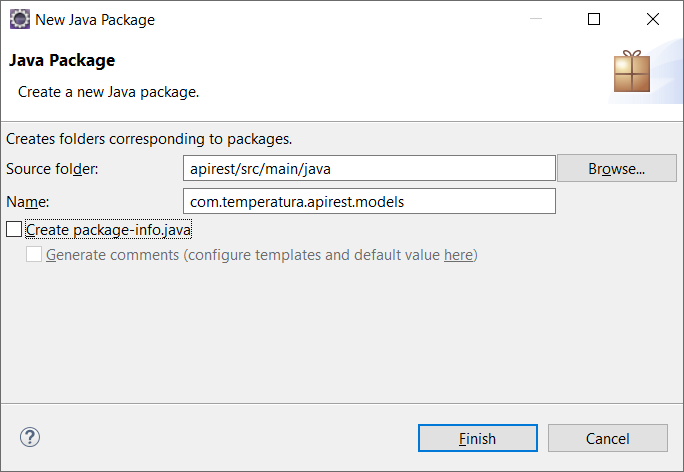 New Java Package
Java Package
Create a new Java package.
Creates folders corresponding to packages.
Source folder: apirest/src/main/java Browse...
Name: com.temperatura.apirest.models
Create package-info.java
Generate comments (configure templates and default value here)
? Finish Cancel